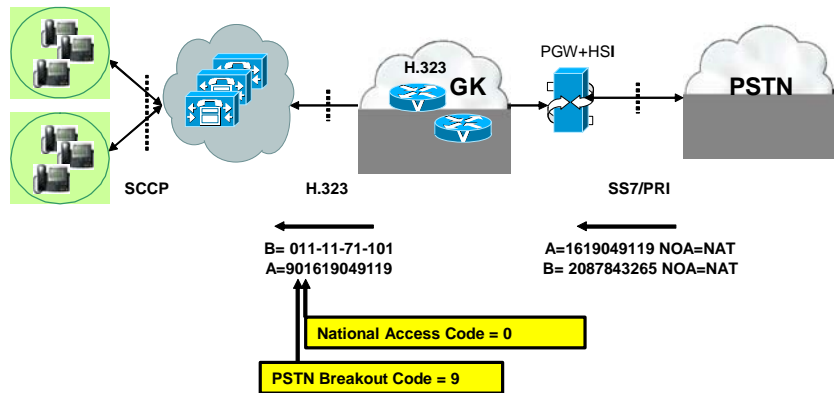 PGW+HSI
H.323
GK
PSTN
V
V
SCCP
H.323
SS7/PRI
B= 011-11-71-101
A=901619049119
A=1619049119 NOA=NAT
B= 2087843265 NOA=NAT
National Access Code = 0
PSTN Breakout Code = 9